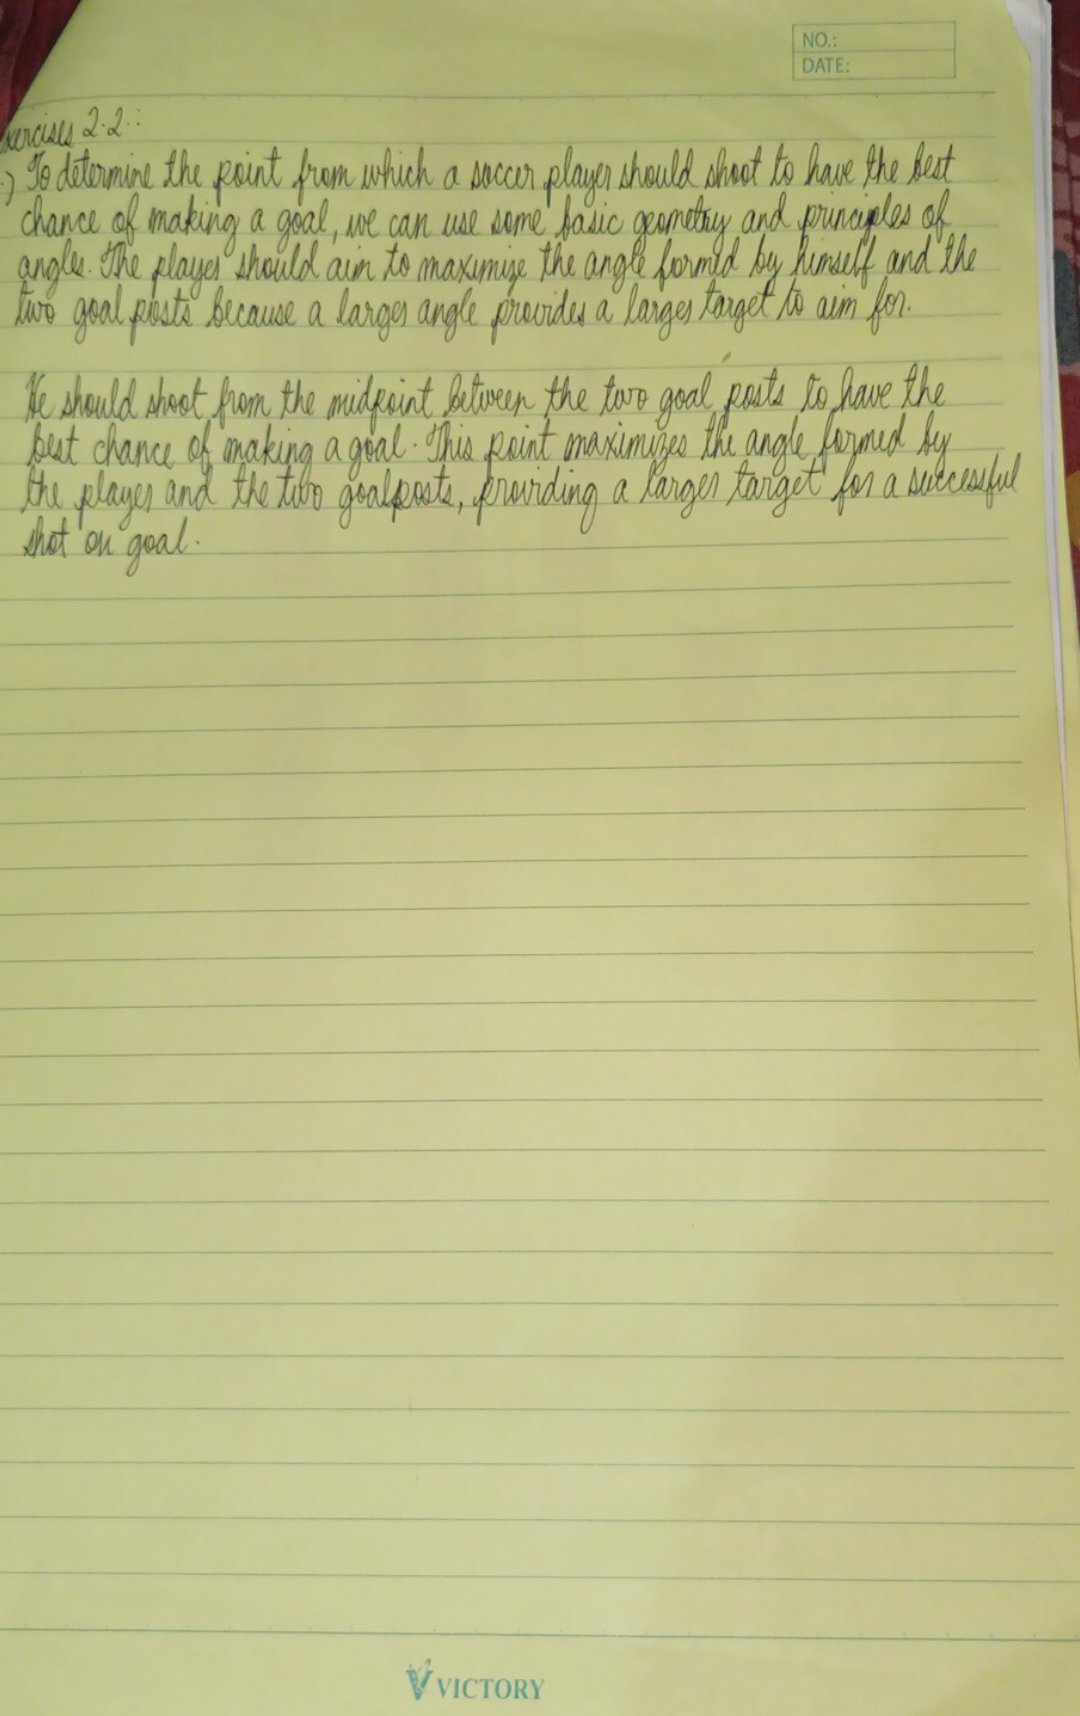 NO.:
DATE:
xercises 2.2.:
.) To determine the point from which a soccer player should shoot to have the best
chance of making a goal, we can use some basic geometry and principles of
angles. The player should aim to maximize the angle formed by himself and the
two goal posts because a larger angle provides a larger target to aim for.
He should shoot from the midpoint between the two goal posts to have the
best chance of making a goal. This point maximizes the angle formed by
the player and the two goalposts, providing a larger target for a successful
shot on goal.
VICTORY